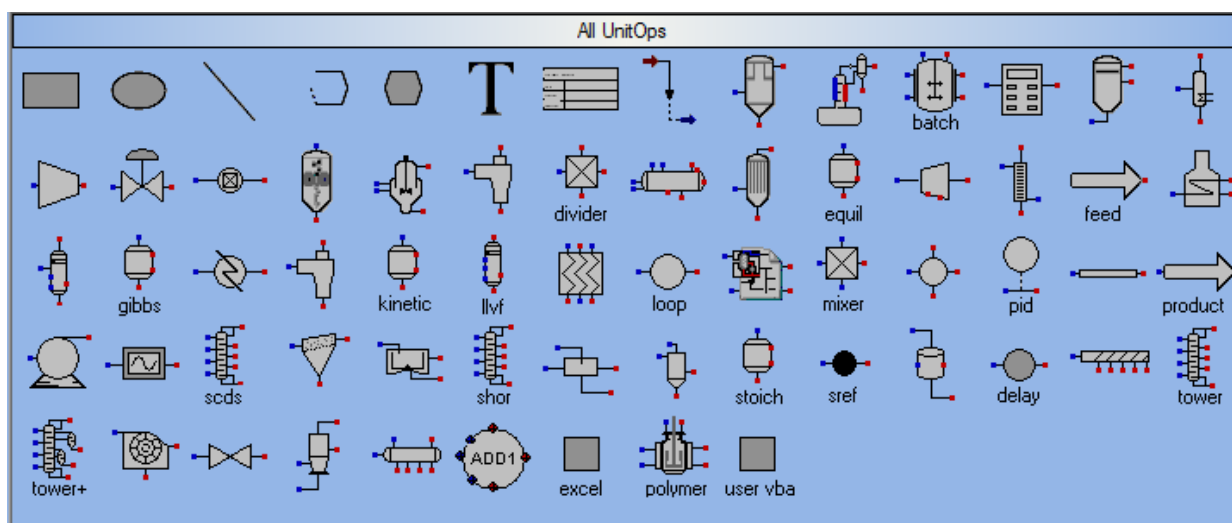 All UnitOps
T
batch
divider
equil
feed
gibbs
kinetic
llvf
loop
mixer
pid
product
scds
shor
stoich
sref
delay
tower
tower+
ADD1
excel
polymer
user vba